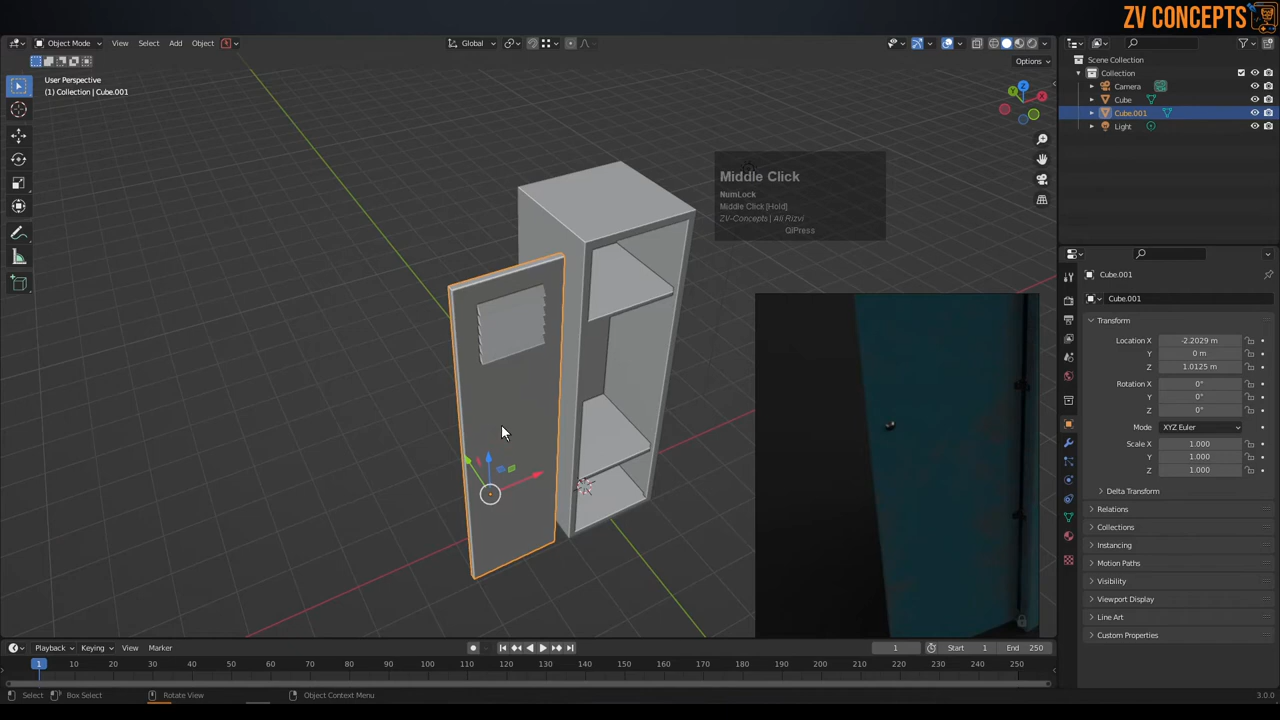 ZV CONCEPTS
Object Mode
View
Select
Add
Object
Global
Options
User Perspective
(1) Collection | Cube.001
Middle Click
NumLock
Middle Click [Hold]
ZV-Concepts | Ali Rizvi
QiPress
X
Y
Z
Scene Collection
Collection
Camera
Cube
Cube.001
Light
Cube.001
Cube.001
Transform
Location X -2.2029 m
Y 0 m
Z 1.0125 m
Rotation X 0°
Y 0°
Z 0°
Mode XYZ Euler
Scale X 1.000
Y 1.000
Z 1.000
Delta Transform
Relations
Collections
Instancing
Motion Paths
Visibility
Viewport Display
Line Art
Custom Properties
Playback
Keying
View
Marker
1
Start 1
End 250
1 10 20 30 40 50 60 70 80 90 100 110 120 130 140 150 160 170 180 190 200 210 220 230 240 250
Select
Box Select
Rotate View
Object Context Menu
3.0.0